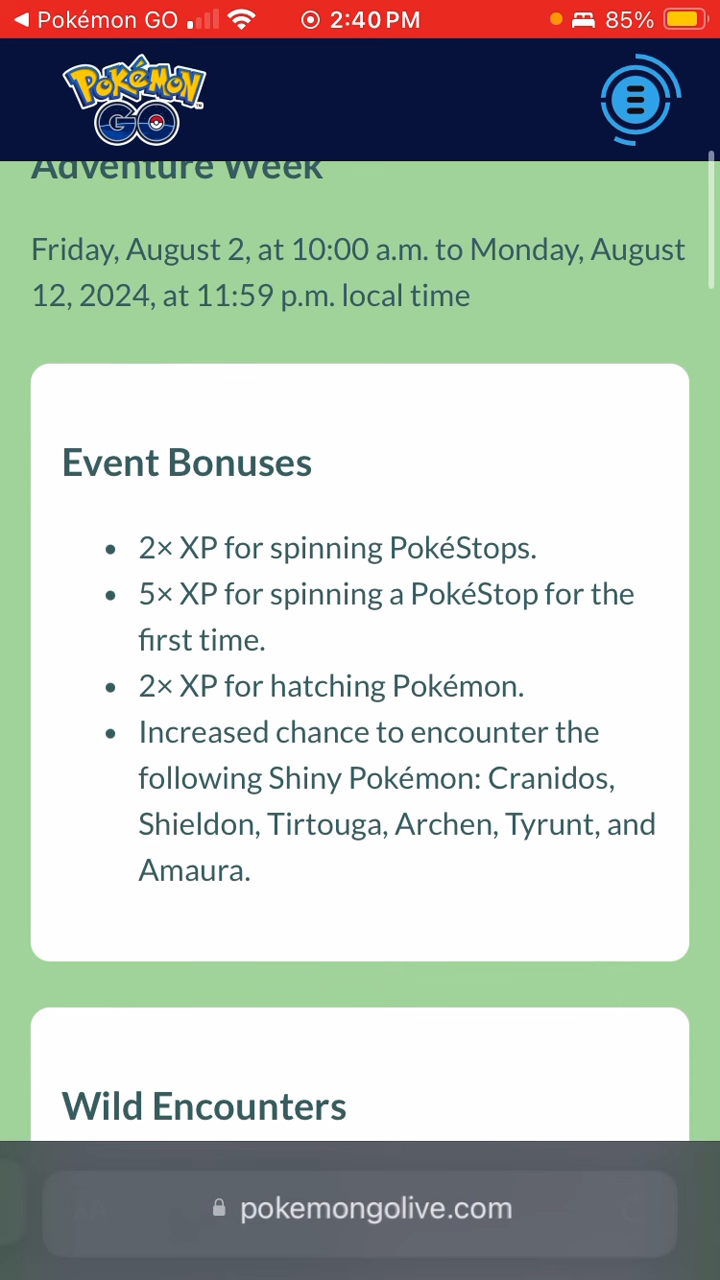 Pokémon GO 2:40 PM 85%
POKÉMON
GO
Adventure Week
Friday, August 2, at 10:00 a.m. to Monday, August
12, 2024, at 11:59 p.m. local time
Event Bonuses
• 2× XP for spinning PokéStops.
• 5× XP for spinning a PokéStop for the
first time.
• 2× XP for hatching Pokémon.
• Increased chance to encounter the
following Shiny Pokémon: Cranidos,
Shieldon, Tirtouga, Archen, Tyrunt, and
Amaura.
Wild Encounters
pokemongolive.com